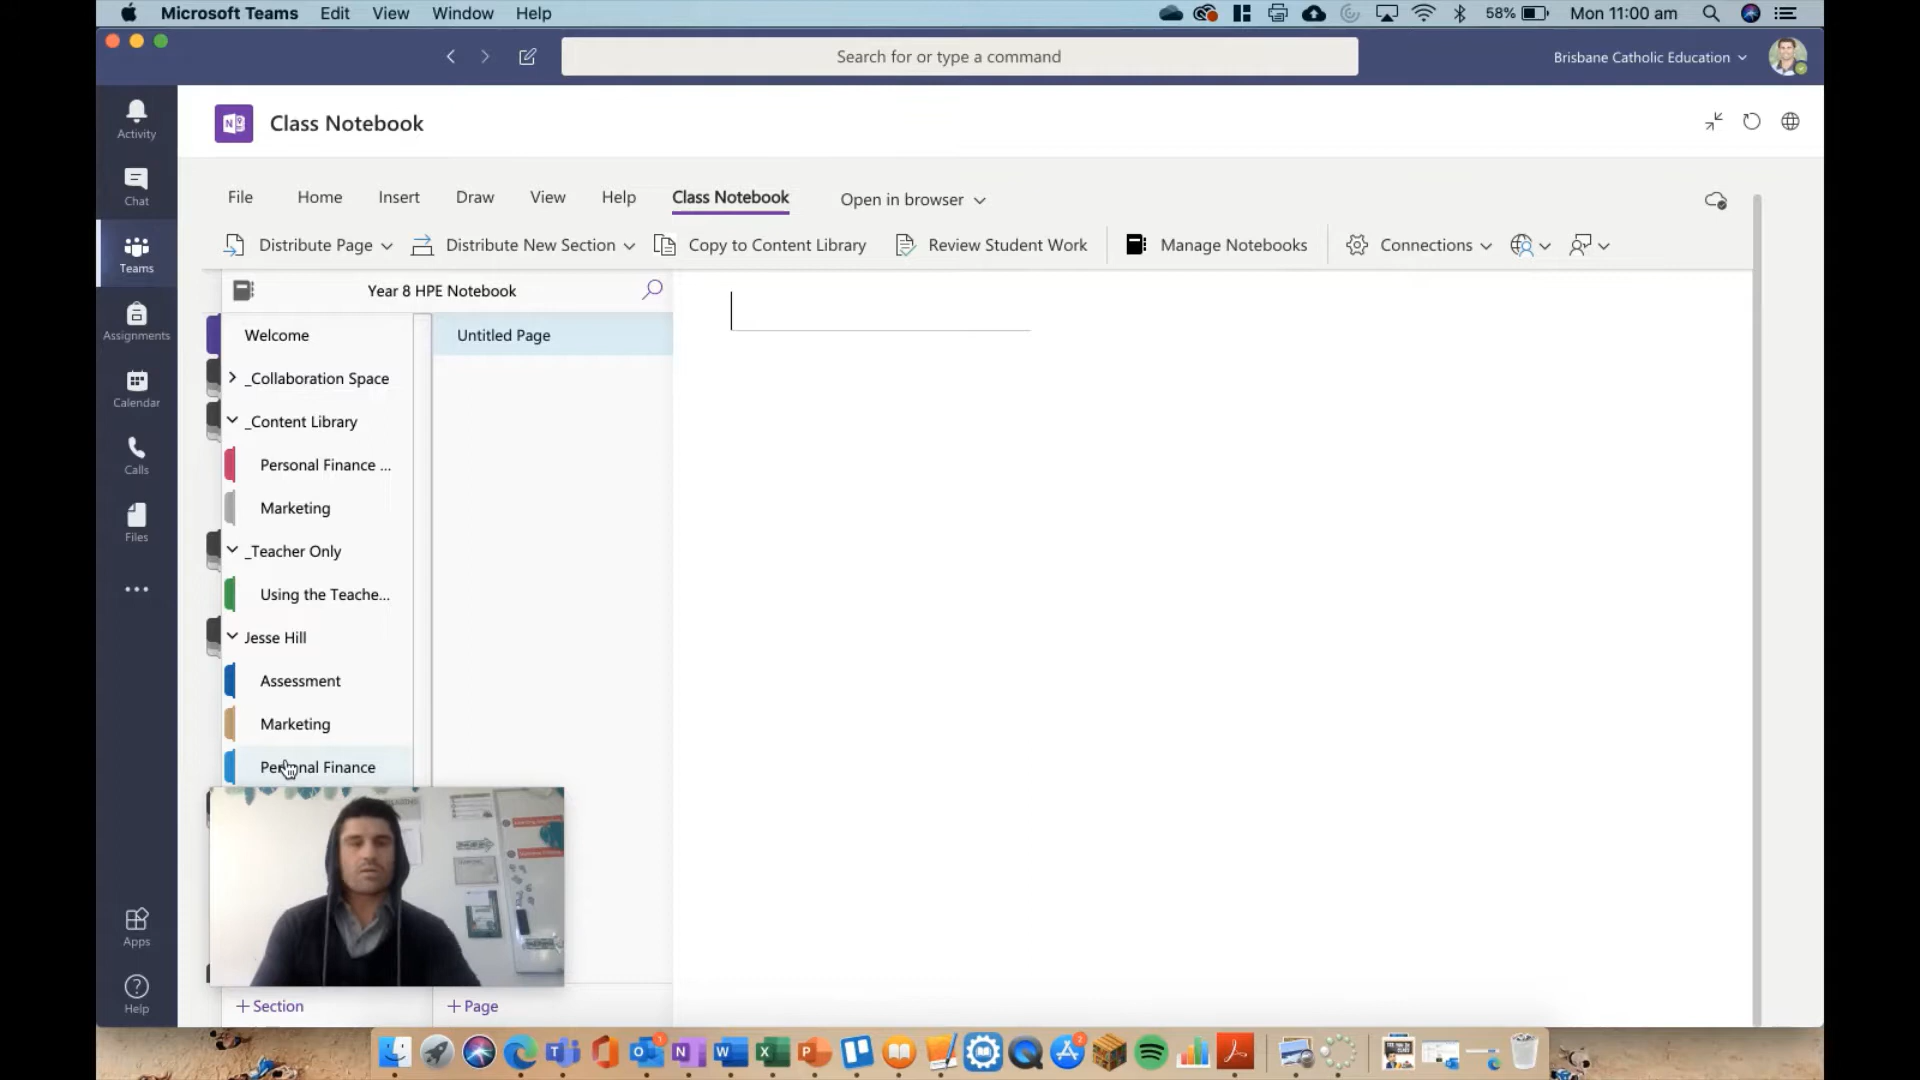 Microsoft Teams Edit View Window Help 58% Mon 11:00 am
Search for or type a command
Brisbane Catholic Education
Activity
Chat
Teams
Assignments
Calendar
Calls
Files
Apps
Help
Class Notebook
File Home Insert Draw View Help Class Notebook Open in browser
Distribute Page Distribute New Section Copy to Content Library Review Student Work Manage Notebooks Connections
Year 8 HPE Notebook
Welcome
_Collaboration Space
_Content Library
Personal Finance ...
Marketing
_Teacher Only
Using the Teache...
Jesse Hill
Assessment
Marketing
Personal Finance
+ Section
Untitled Page
+ Page